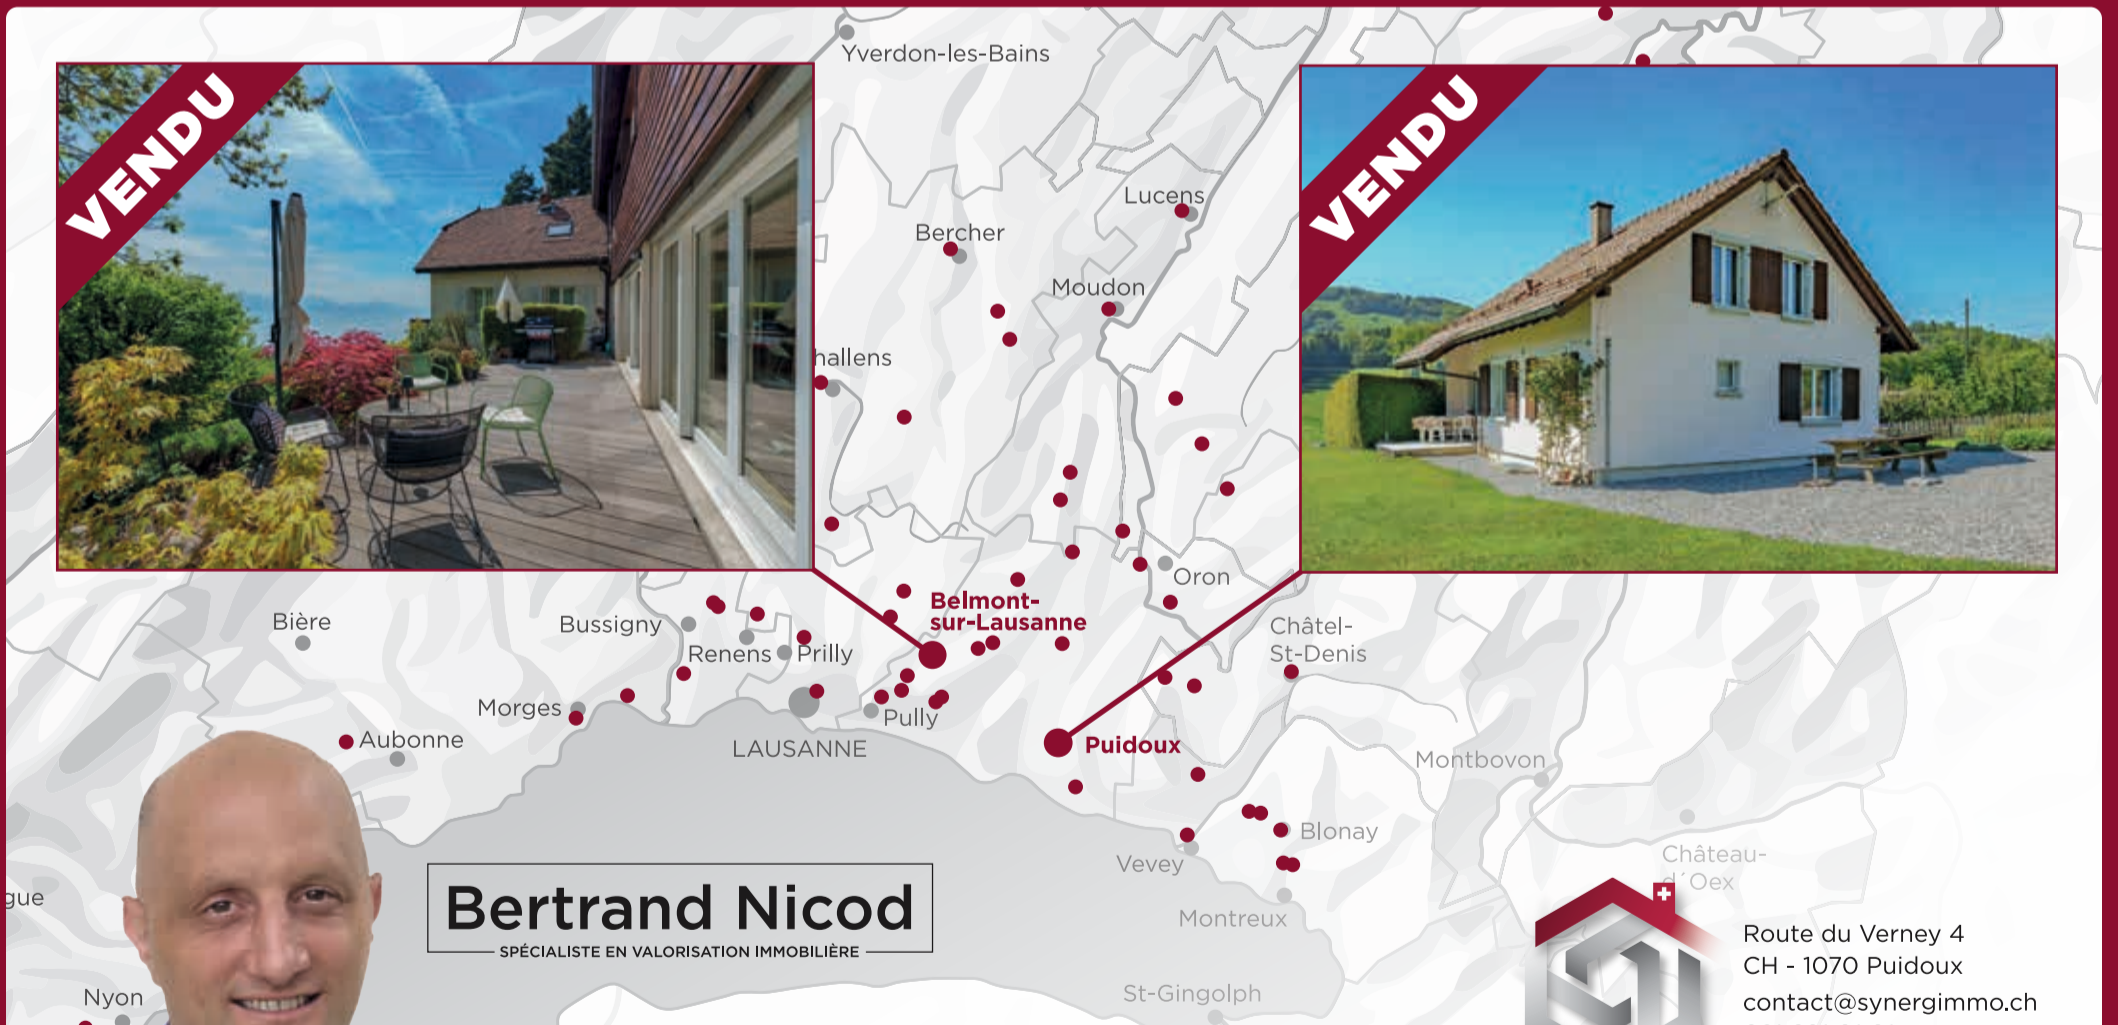 Yverdon-les-Bains
VENDU
VENDU
Lucens
Bercher
Moudon
hallens
Oron
Belmont-
sur-Lausanne
Bière
Bussigny
Châtel-
St-Denis
Renens
Prilly
Morges
Pully
Aubonne
LAUSANNE
Puidoux
Montbovon
Blonay
Vevey
Château-
d´Oex
gue
Bertrand Nicod
SPÉCIALISTE EN VALORISATION IMMOBILIÈRE
Montreux
Route du Verney 4
CH - 1070 Puidoux
Nyon
St-Gingolph
contact@synergimmo.ch